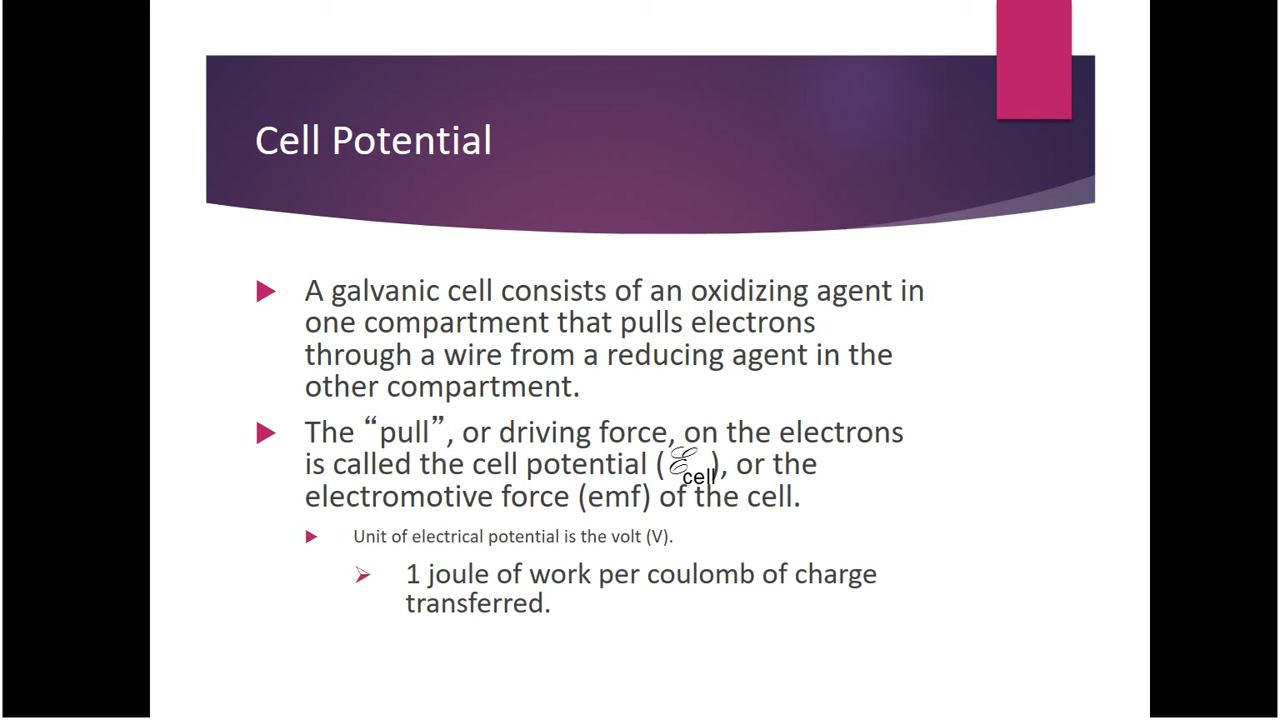 Cell Potential
A galvanic cell consists of an oxidizing agent in
one compartment that pulls electrons
through a wire from a reducing agent in the
other compartment.
The “pull”, or driving force, on the electrons
is called the cell potential (ℰcell), or the
electromotive force (emf) of the cell.
Unit of electrical potential is the volt (V).
1 joule of work per coulomb of charge
transferred.